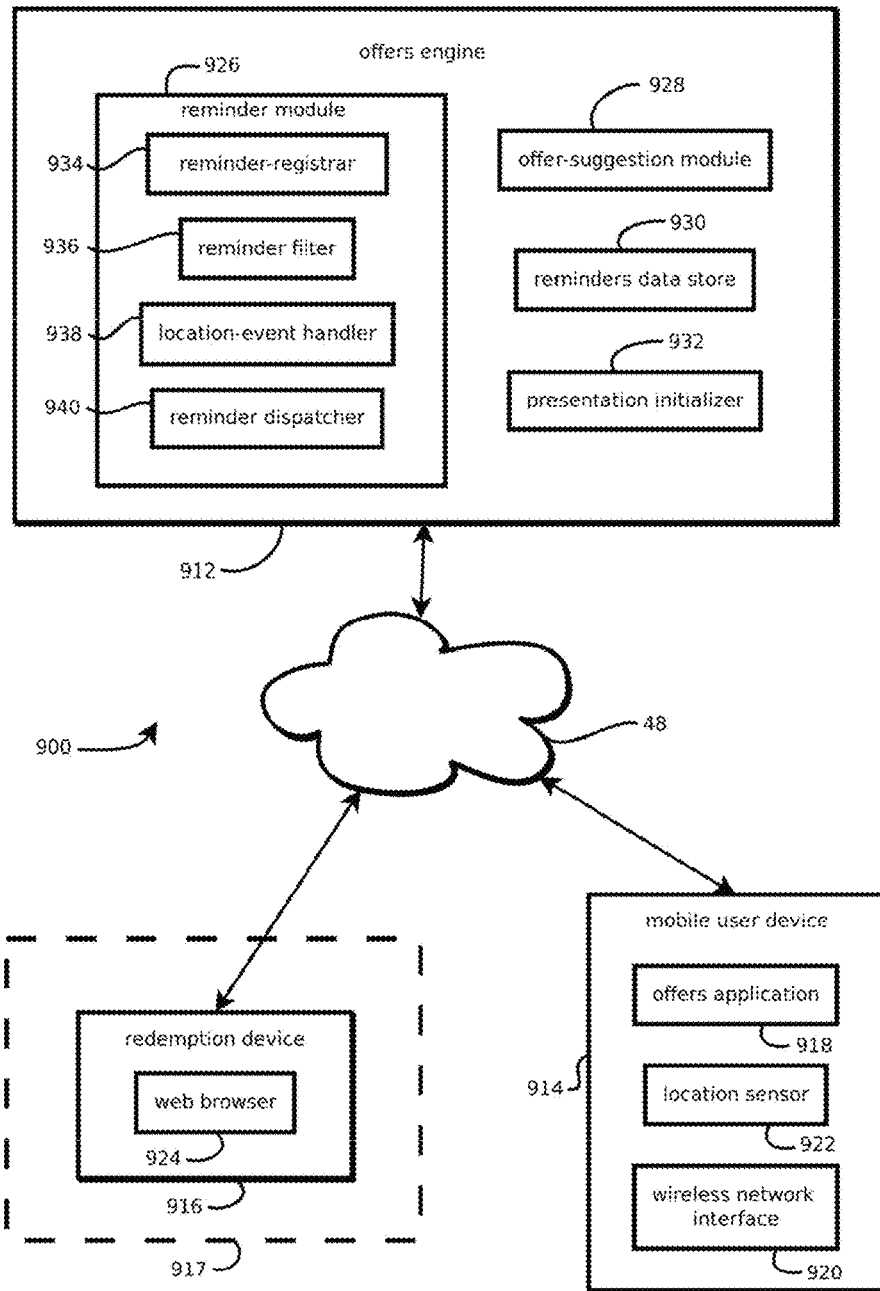 offers engine
926
reminder module
928
934
reminder-registrar
offer-suggestion module
936
reminder filter
930
reminders data store
938
location-event handler
932
940
reminder dispatcher
presentation initializer
912
900
48
mobile user device
offers application
918
redemption device
914
location sensor
web browser
922
924
916
wireless network
interface
917
920